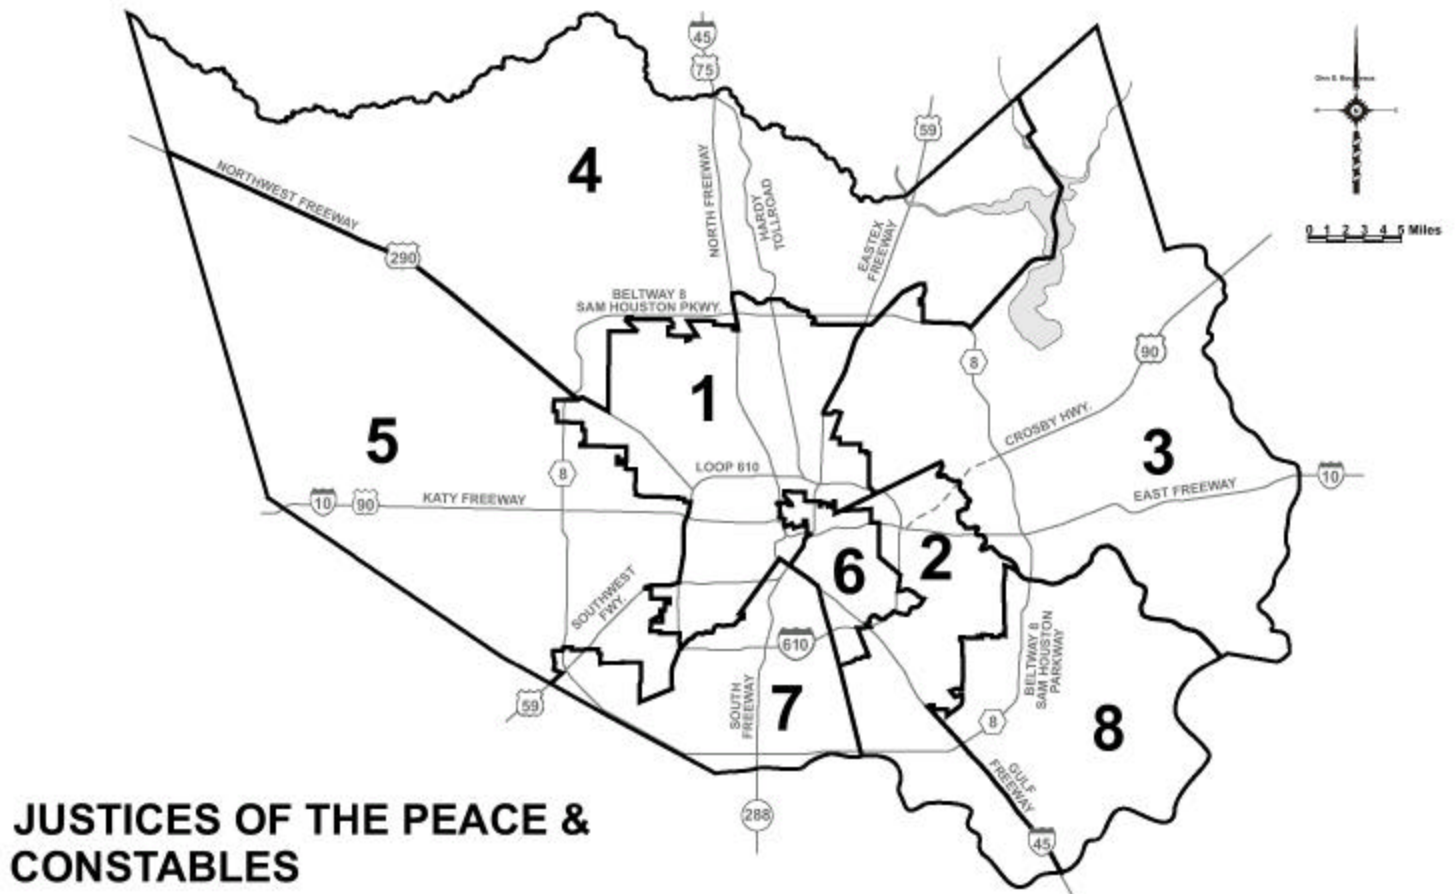 45
75
59
4
NORTHWEST FREEWAY
290
NORTH FREEWAY
HARDY
TOLLROAD
EASTEX
FREEWAY
0 1 2 3 4 5 Miles
BELTWAY 8
SAM HOUSTON PKWY.
8
90
1
5
CROSBY HWY.
3
8
LOOP 610
10
90
KATY FREEWAY
EAST FREEWAY
10
6
2
SOUTHWEST
FWY.
610
BELTWAY 8
SAM HOUSTON
PARKWAY
59
SOUTH
FREEWAY
7
8
8
GULF
FREEWAY
288
45
JUSTICES OF THE PEACE &
CONSTABLES